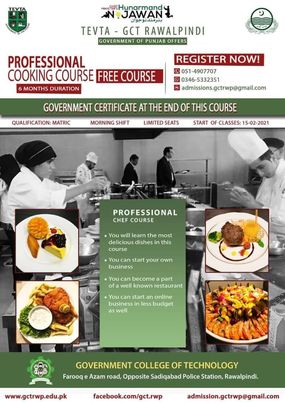 TEVTA
Hunarmand
JAWAN
TEVTA - GCT RAWALPINDI
GOVERNMENT OF PUNJAB OFFERS
PROFESSIONAL
COOKING COURSE FREE COURSE
6 MONTHS DURATION
REGISTER NOW!
051-4907707
0346-5332351
admissions.gctrwp@gmail.com
GOVERNMENT CERTIFICATE AT THE END OF THIS COURSE
QUALIFICATION: MATRIC MORNING SHIFT LIMITED SEATS START OF CLASSES: 15-02-2021
PROFESSIONAL
CHEF COURSE
• You will learn the most
delicious dishes in this
course
• You can start your own
business
• You can become a part
of a well known restaurant
• You can start an online
business in less budget
as well
GOVERNMENT COLLEGE OF TECHNOLOGY
Farooq e Azam road, Opposite Sadiqabad Police Station, Rawalpindi.
www.gctrwp.edu.pk facebook.com/gct.rwp admissions.gctrwp@gmail.com